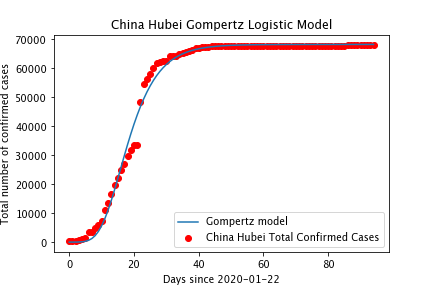 China Hubei Gompertz Logistic Model
Total number of confirmed cases
70000
60000
50000
40000
30000
20000
10000
0
Gompertz model
China Hubei Total Confirmed Cases
0 20 40 60 80
Days since 2020-01-22